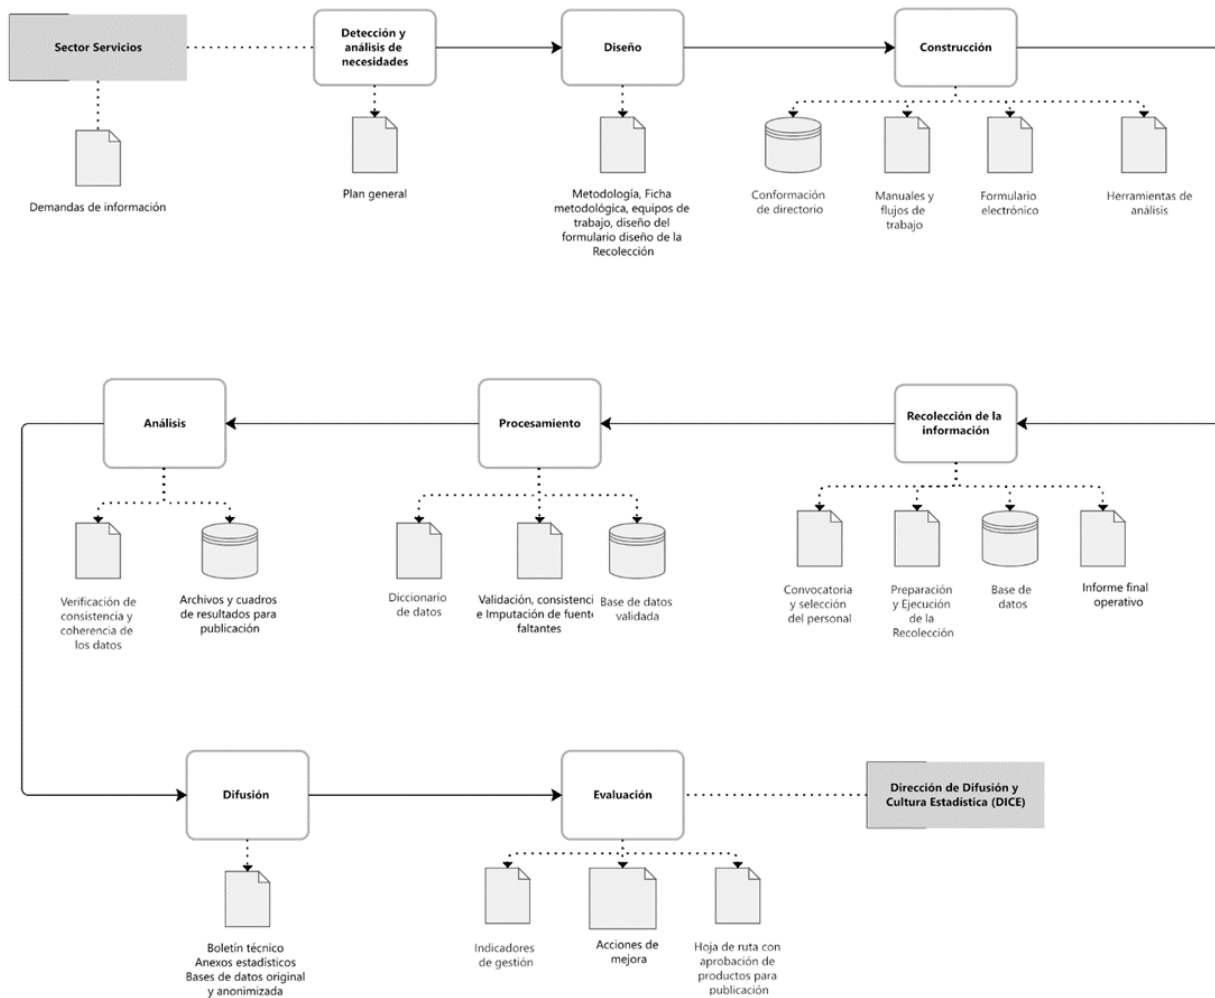 Sector Servicios
Detección y
análisis de
necesidades
Diseño
Construcción
Demandas de información
Plan general
Metodología, Ficha
metodológica, equipos de
trabajo, diseño del
formulario diseño de la
Recolección
Conformación
de directorio
Manuales y
flujos de
trabajo
Formulario
electrónico
Herramientas de
análisis
Análisis
Procesamiento
Recolección de la
información
Verificación de
consistencia y
coherencia de
los datos
Archivos y cuadros
de resultados para
publicación
Diccionario
de datos
Validación, consistenci
e Imputación de fuente
faltantes
Base de datos
validada
Convocatoria
y selección
del personal
Preparación
y Ejecución
de la
Recolección
Base de
datos
Informe final
operativo
Difusión
Evaluación
Dirección de Difusión y
Cultura Estadística (DICE)
Boletín técnico
Anexos estadísticos
Bases de datos original
y anonimizada
Indicadores
de gestión
Acciones de
mejora
Hoja de ruta con
aprobación de
productos para
publicación